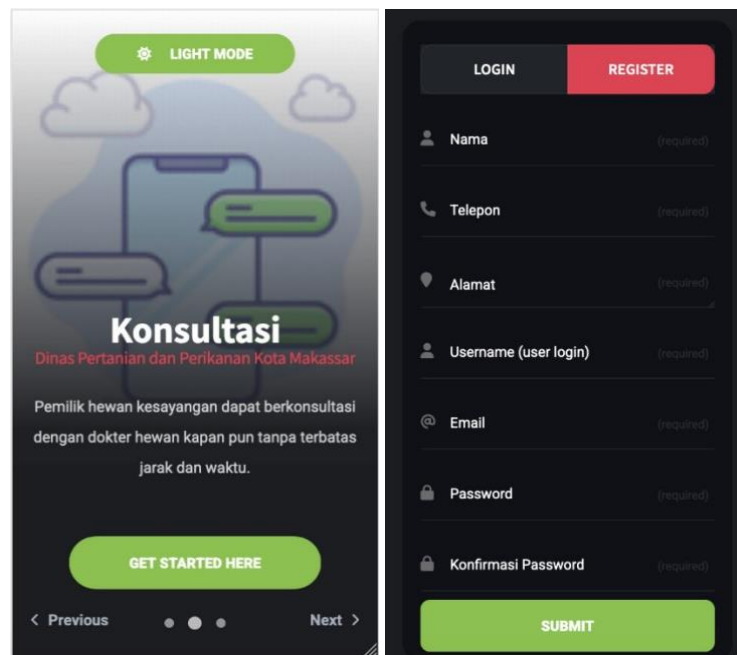 LIGHT MODE
Konsultasi
Dinas Pertanian dan Perikanan Kota Makassar
Pemilik hewan kesayangan dapat berkonsultasi
dengan dokter hewan kapan pun tanpa terbatas
jarak dan waktu.
GET STARTED HERE
< Previous
Next >
LOGIN
REGISTER
Nama (required)
Telepon (required)
Alamat (required)
Username (user login) (required)
@ Email (required)
Password (required)
Konfirmasi Password (required)
SUBMIT